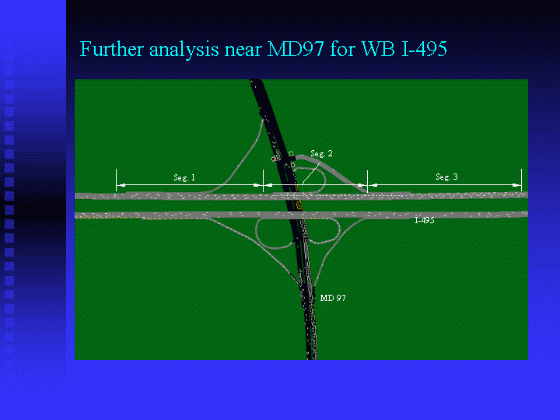 Further analysis near MD97 for WB I-495
Seg. 2
Seg. 1
Seg. 3
I-495
MD 97